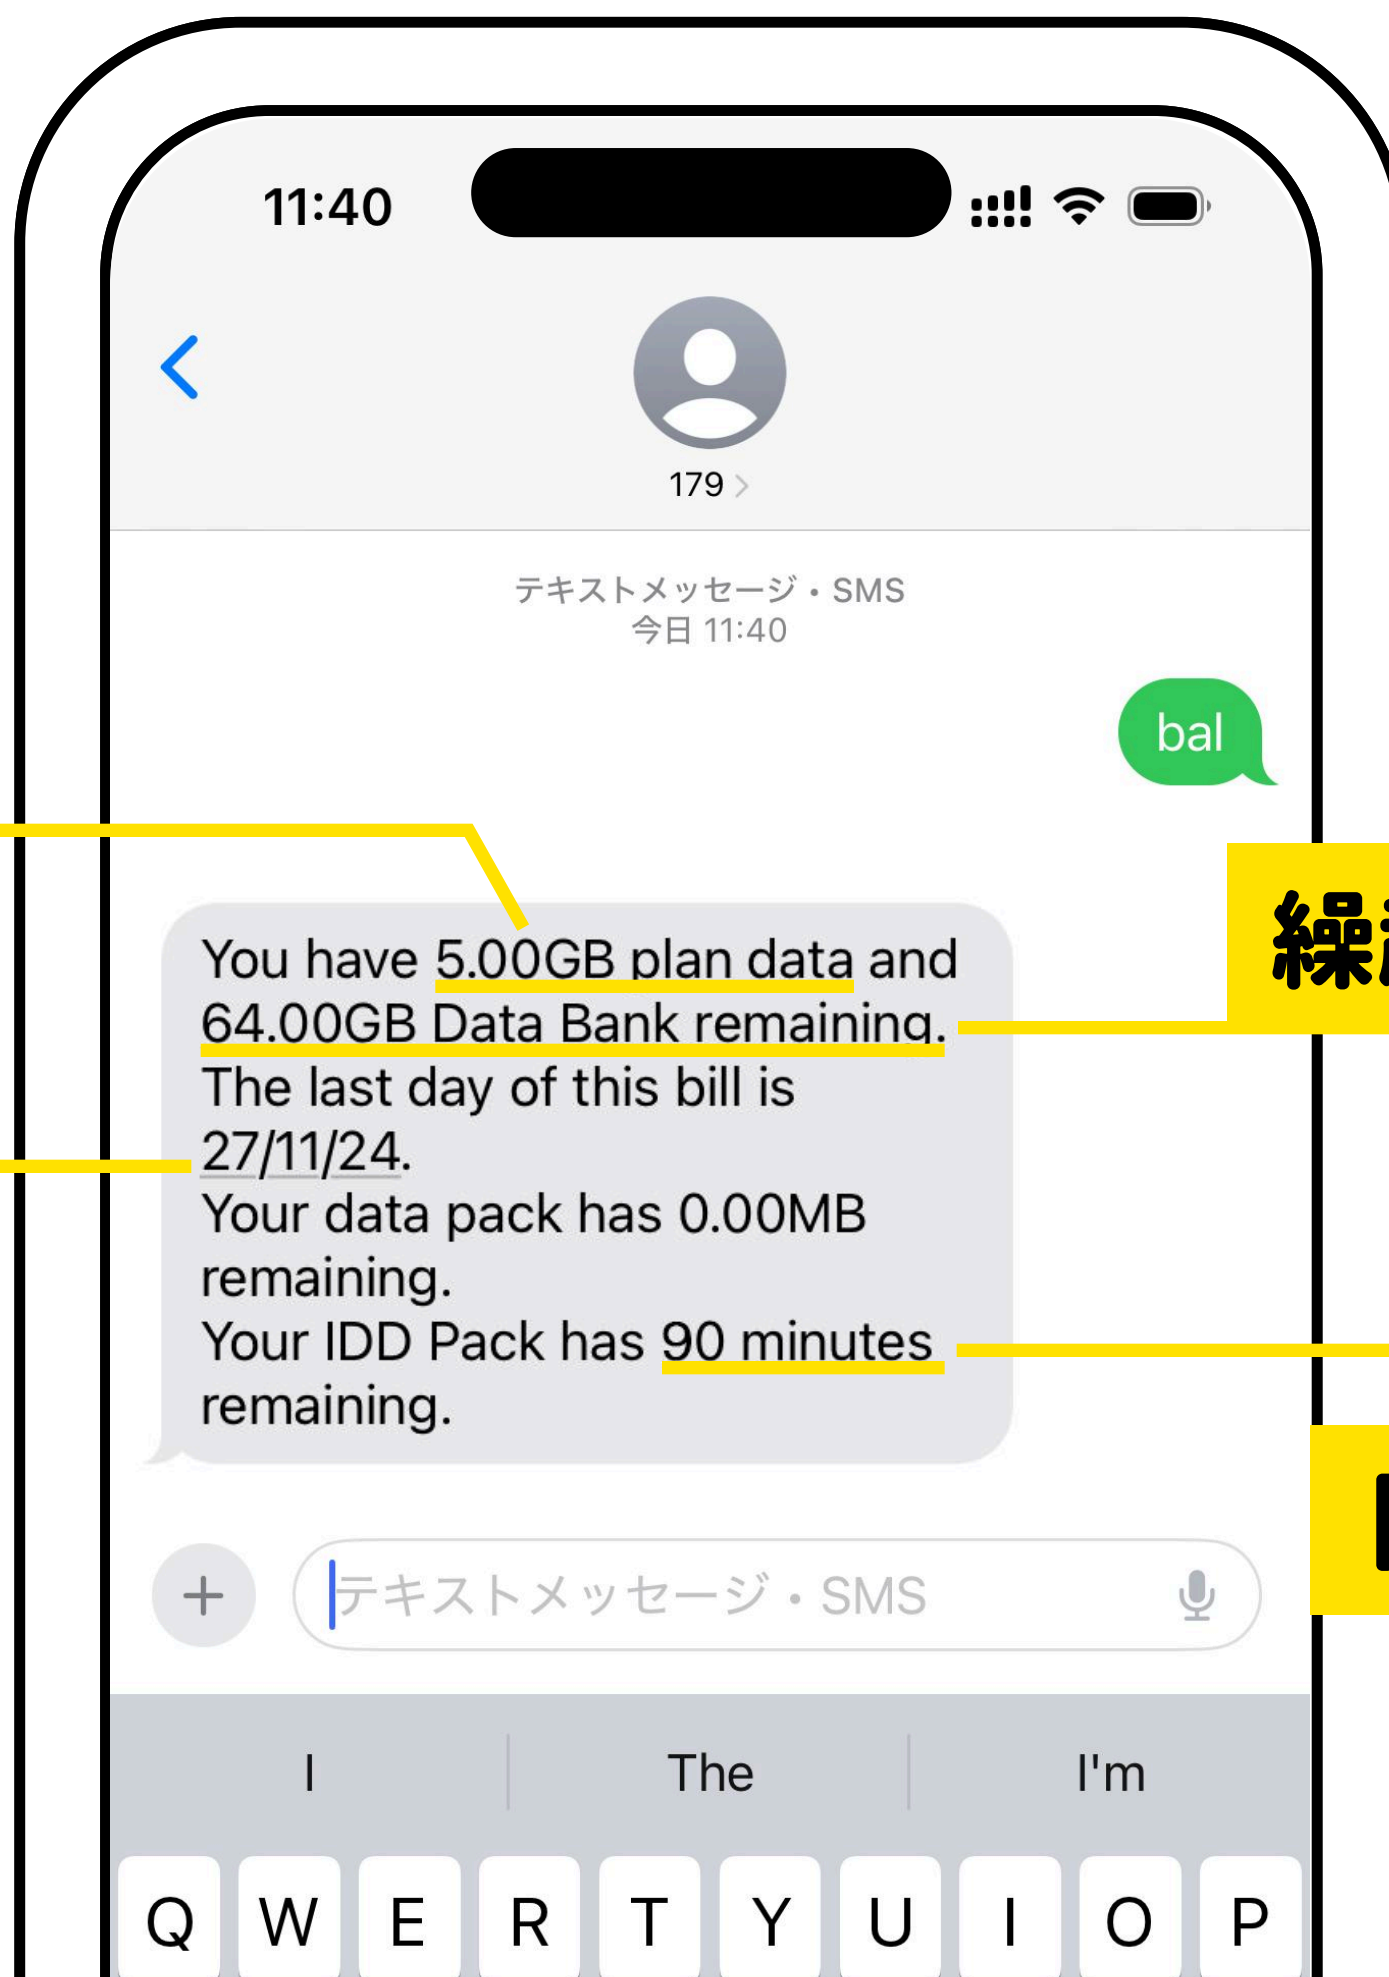 11:40
179
テキストメッセージ・SMS
今日 11:40
bal
You have 5.00GB plan data and
64.00GB Data Bank remaining.
The last day of this bill is
27/11/24.
Your data pack has 0.00MB
remaining.
Your IDD Pack has 90 minutes
remaining.
繰
テキストメッセージ・SMS
I The I'm
Q W E R T Y U I O P